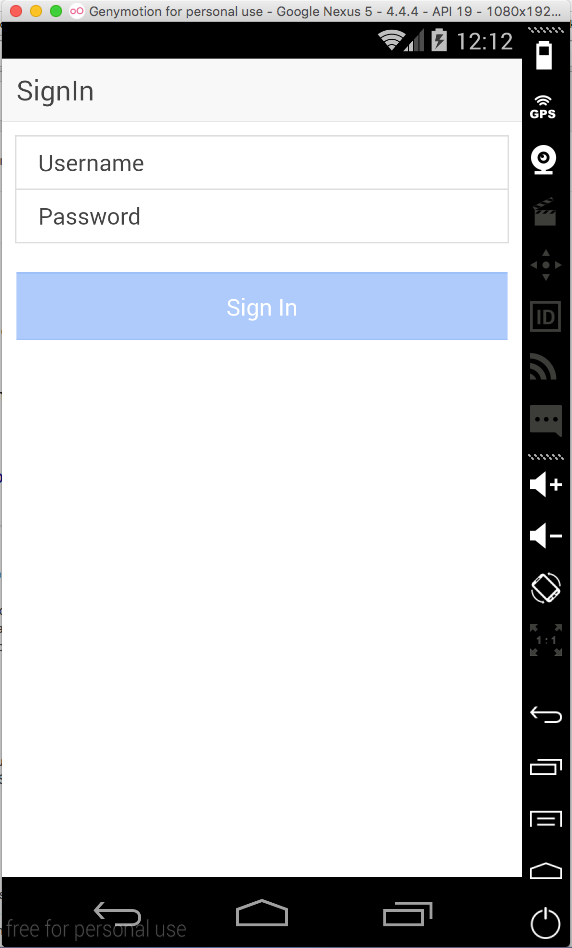 Genymotion for personal use - Google Nexus 5 - 4.4.4 - API 19 - 1080x192...
12:12
SignIn
Username
Password
Sign In
GPS
ID
1:1
free for personal use